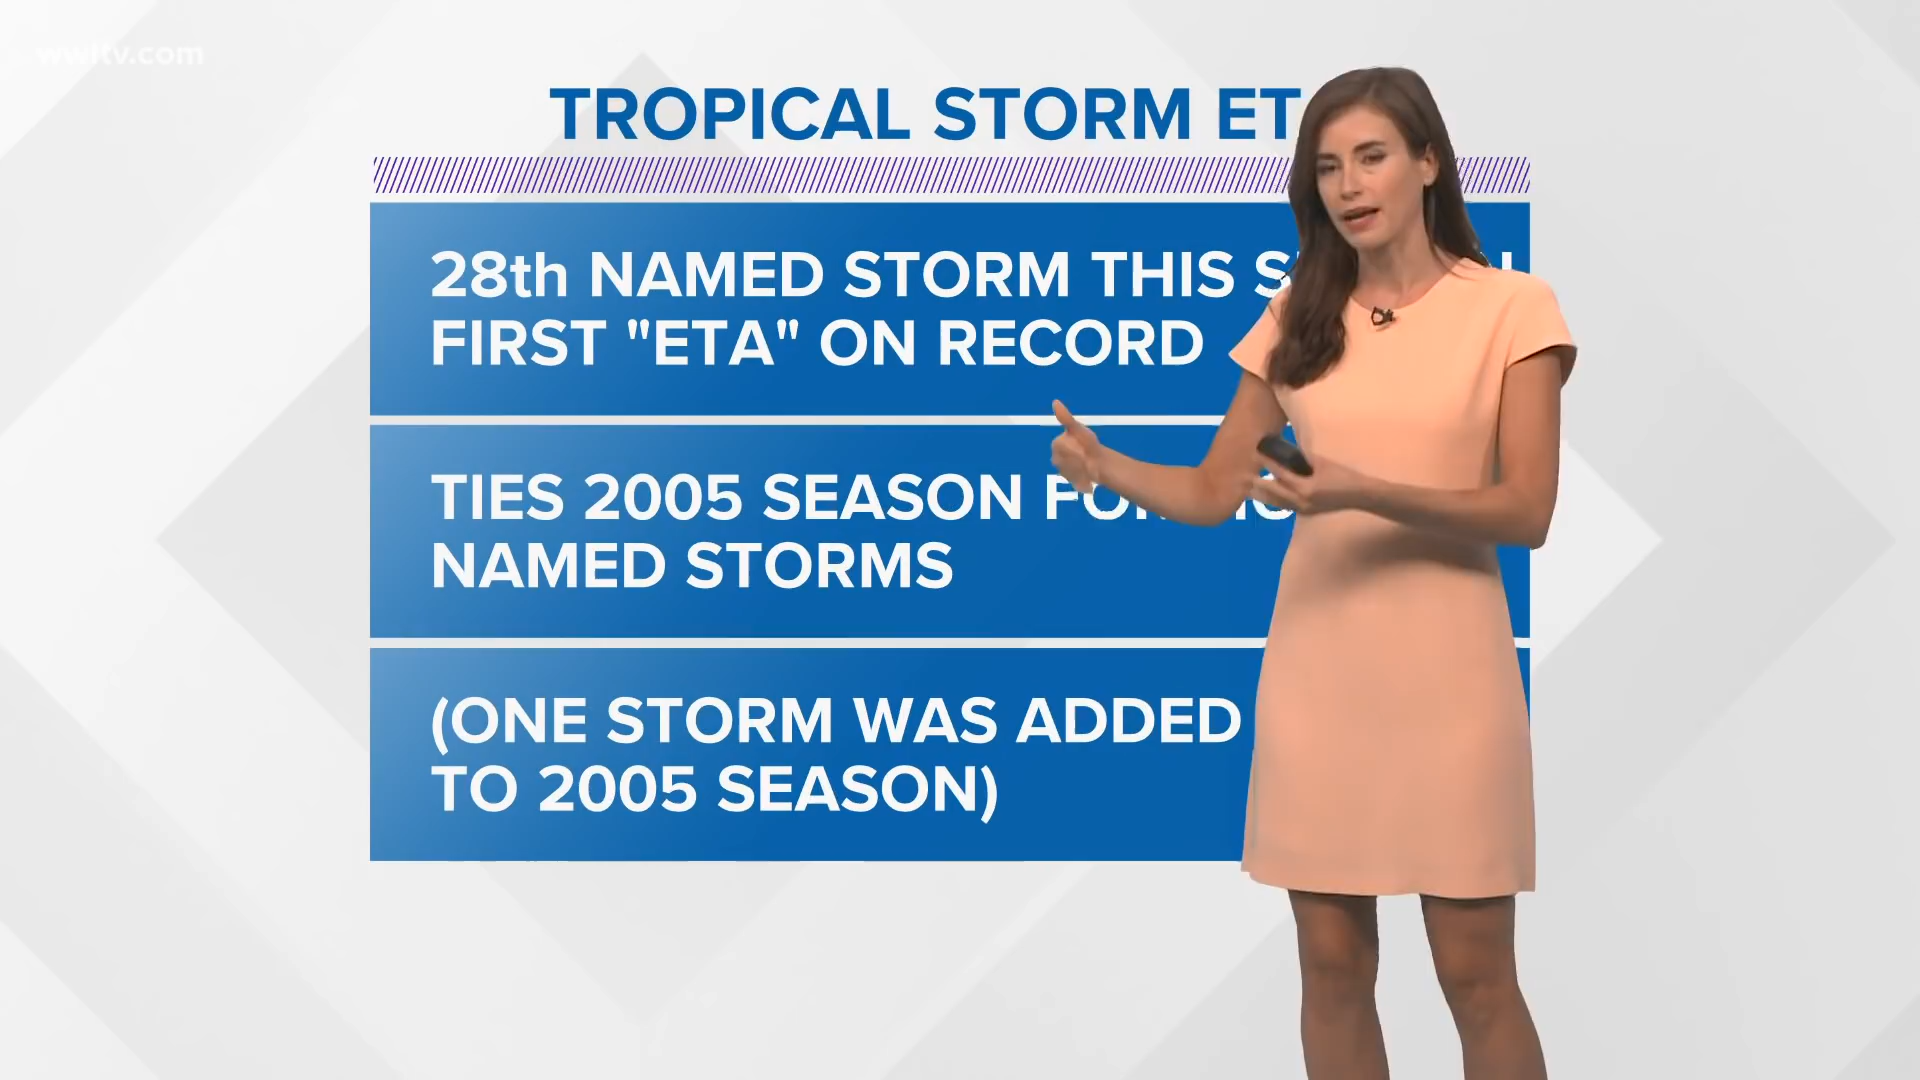 wwltv.com
TROPICAL STORM ET
28th NAMED STORM THIS
FIRST "ETA" ON RECORD
TIES 2005 SEASON
NAMED STORMS
(ONE STORM WAS ADDED
TO 2005 SEASON)